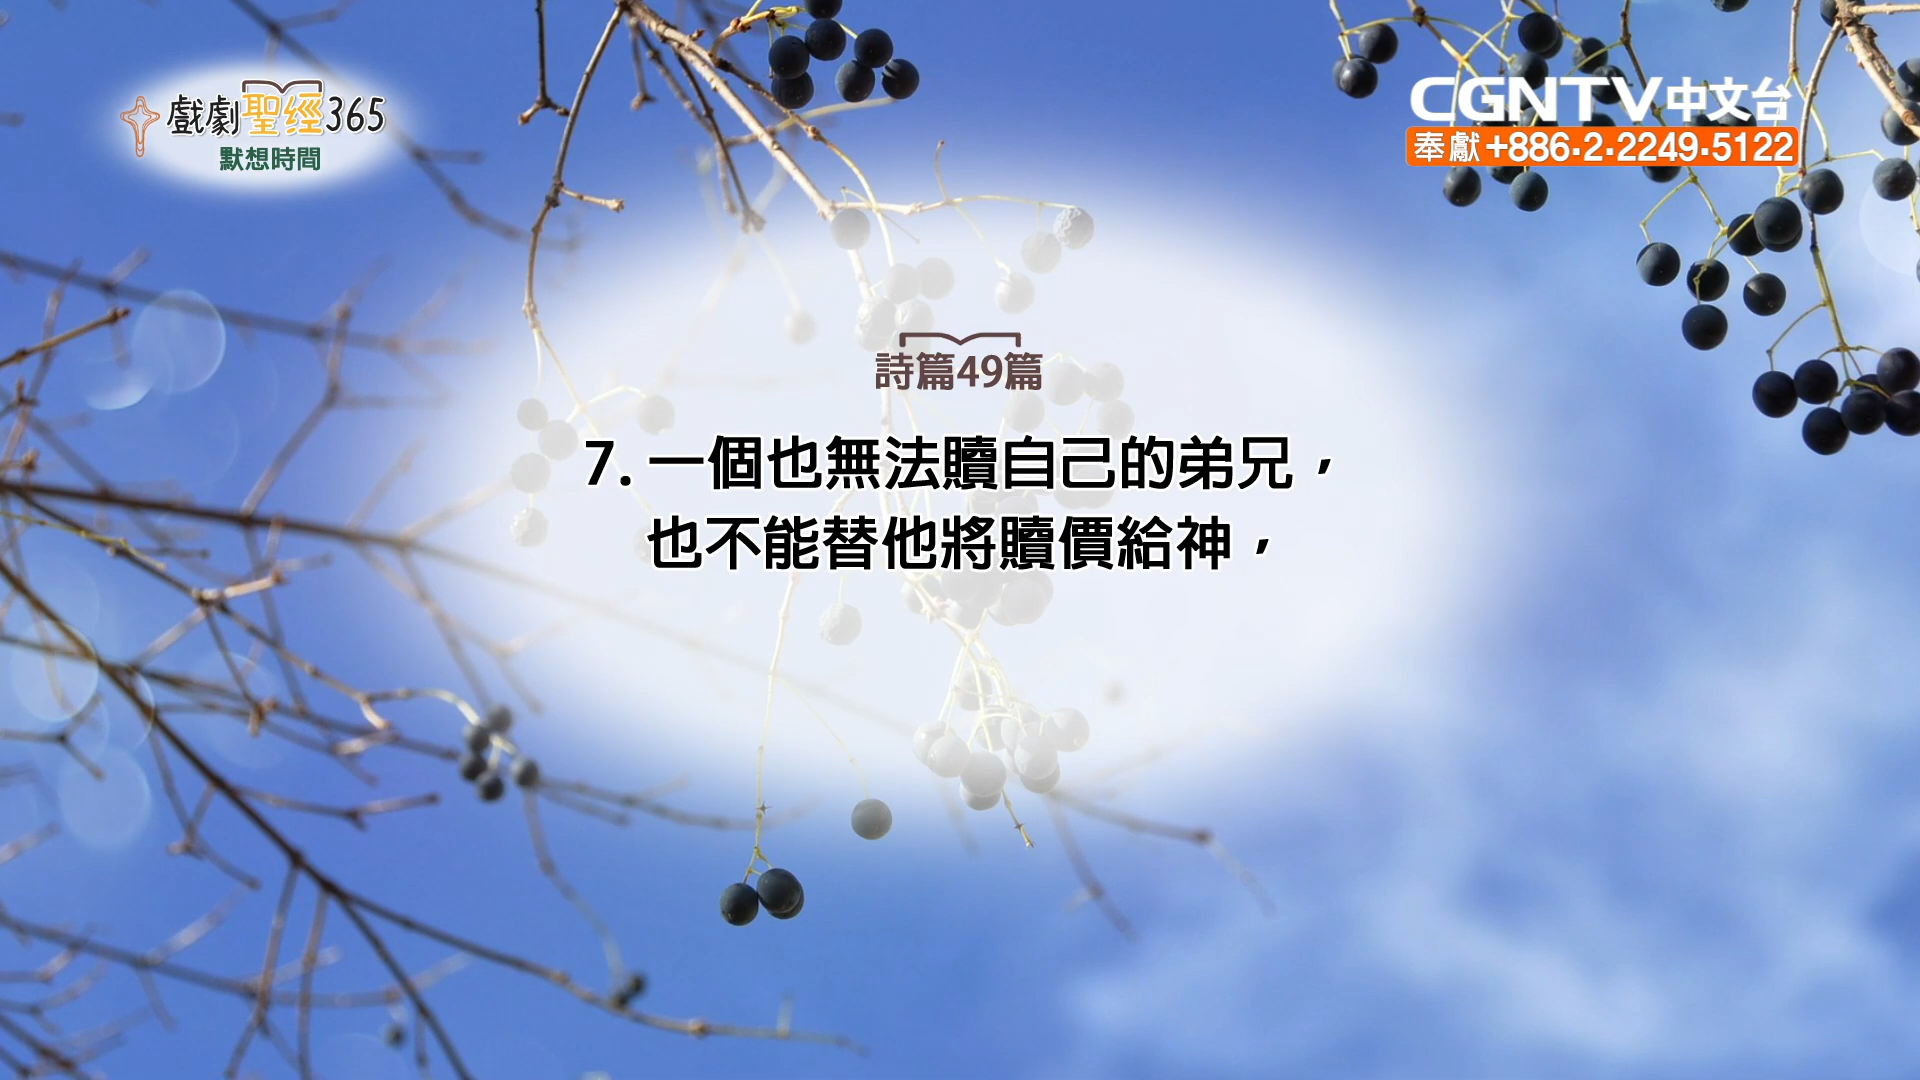 戲劇聖經365
默想時間
CGNTV中文台
奉獻+886·2·2249·5122
詩篇49篇
7. 一個也無法贖自己的弟兄，
也不能替他將贖價給神，